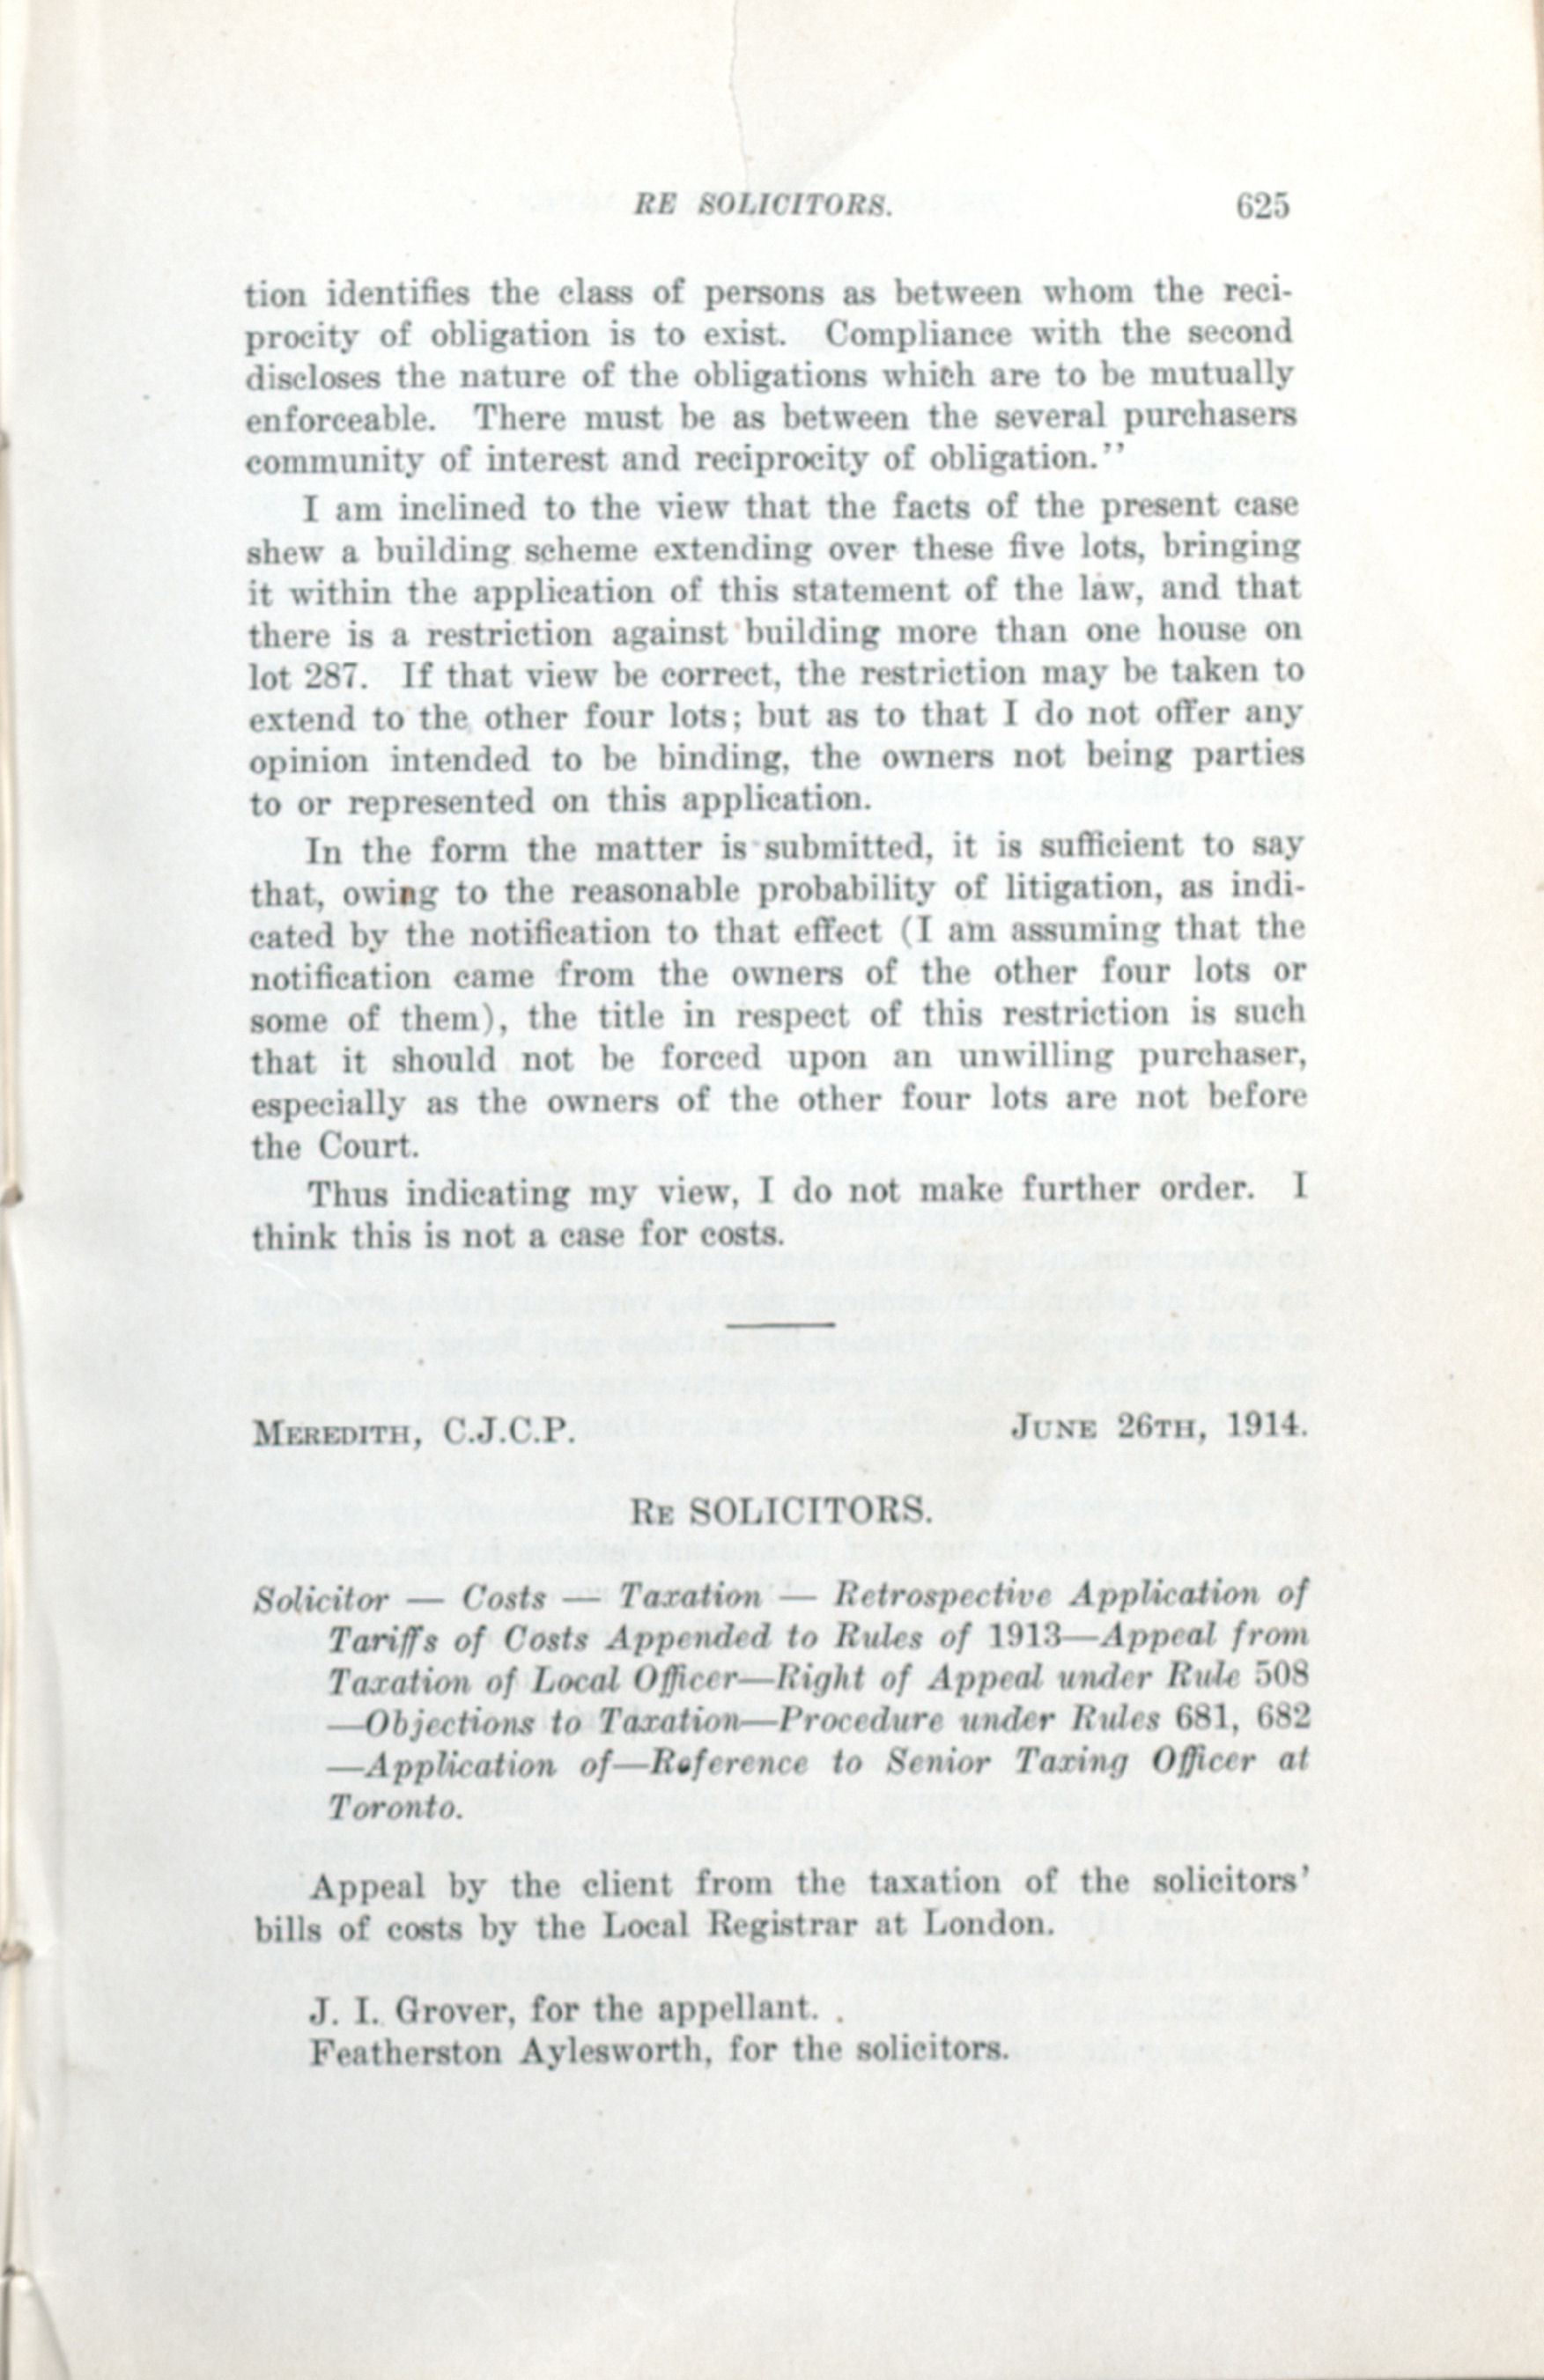 RE SOLICITORS. 625
tion identifies the class of persons as between whom the reci-
procity of obligation is to exist. Compliance with the second
discloses the nature of the obligations which are to be mutually
enforceable. There must be as between the several purchasers
community of interest and reciprocity of obligation.''
I am inclined to the view that the facts of the present case
shew a building scheme extending over these five lots, bringing
it within the application of this statement of the law, and that
there is a restriction against building more than one house on
lot 287. If that view be correct, the restriction may be taken to
extend to the other four lots; but as to that I do not offer any
opinion intended to be binding, the owners not being parties
to or represented on this application.
In the form the matter is submitted, it is sufficient to say
that, owing to the reasonable probability of litigation, as indi-
cated by the notification to that effect (I am assuming that the
notification came from the owners of the other four lots or
some of them), the title in respect of this restriction is such
that it should not be forced upon an unwilling purchaser,
especially as the owners of the other four lots are not before
the Court.
Thus indicating my view, I do not make further order. I
think this is not a case for costs.
MEREDITH, C.J.C.P. JUNE 26TH, 1914.
RE SOLICITORS.
Solicitor — Costs — Taxation — Retrospective Application of
Tariffs of Costs Appended to Rules of 1913—Appeal from
Taxation of Local Officer—Right of Appeal under Rule 508
—Objections to Taxation—Procedure under Rules 681, 682
—Application of—Reference to Senior Taxing Officer at
Toronto.
Appeal by the client from the taxation of the solicitors'
bills of costs by the Local Registrar at London.
J. I. Grover, for the appellant.
Featherston Aylesworth, for the solicitors.